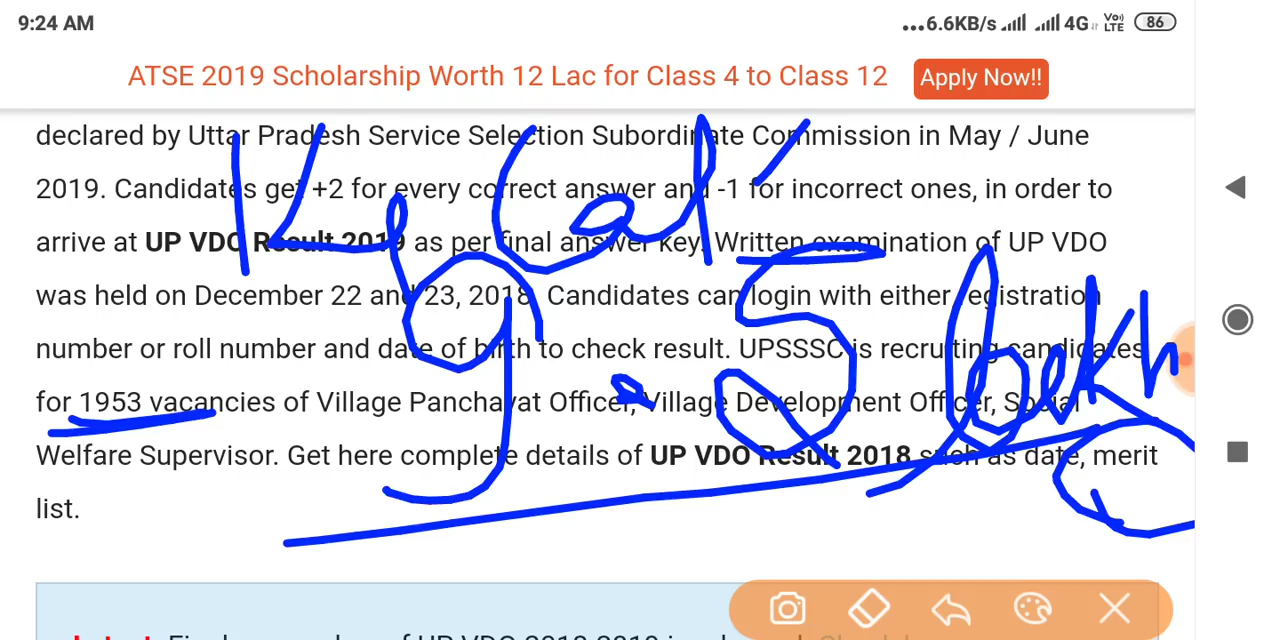 9:24 AM
...6.6KB/s 4G Vo)) LTE 86
ATSE 2019 Scholarship Worth 12 Lac for Class 4 to Class 12 Apply Now!!
declared by Uttar Pradesh Service Selection Subordinate Commission in May / June
2019. Candidates get +2 for every correct answer and -1 for incorrect ones, in order to
arrive at UP VDO Result 2019 as per final answer key. Written examination of UP VDO
was held on December 22 and 23, 2018. Candidates can login with either registration
number or roll number and date of birth to check result. UPSSSC is recruiting candidates
for 1953 vacancies of Village Panchayat Officer, Village Development Officer, Social
Welfare Supervisor. Get here complete details of UP VDO Result 2018 such as date, merit
list.
9.5